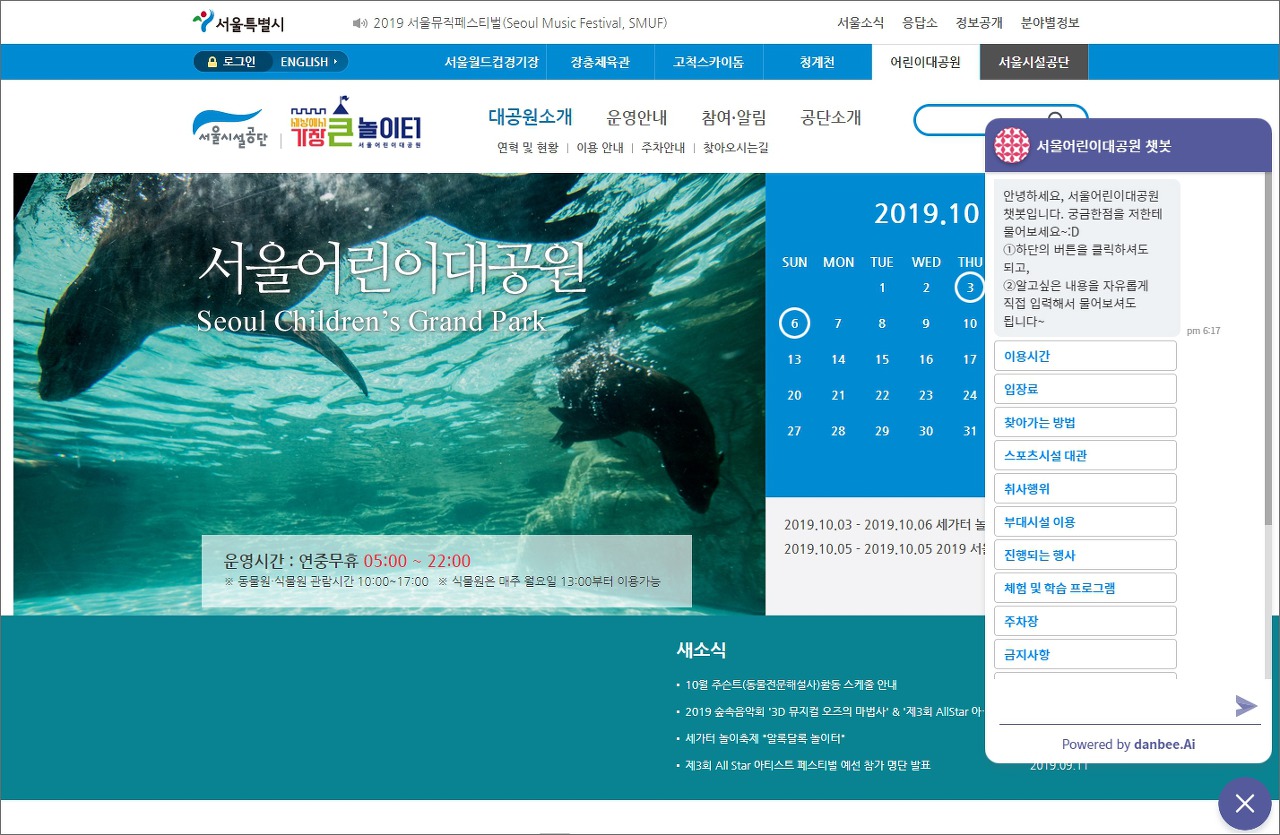 서울특별시
2019 서울뮤직페스티벌(Seoul Music Festival, SMUF)
서울소식 응답소 정보공개 분야별정보
로그인 ENGLISH
서울월드컵경기장 장충체육관 고척스카이돔 청계천 어린이대공원 서울시설공단
서울시설공단
세상에서 가장 큰 놀이터
서울어린이대공원
대공원소개 운영안내 참여·알림 공단소개
연혁 및 현황 이용 안내 주차안내 찾아오시는길
서울어린이대공원
Seoul Children's Grand Park
운영시간 : 연중무휴 05:00 ~ 22:00
※ 동물원·식물원 관람시간 10:00~17:00 ※ 식물원은 매주 월요일 13:00부터 이용가능
2019.10
SUN MON TUE WED THU
1 2 3
6 7 8 9 10
13 14 15 16 17
20 21 22 23 24
27 28 29 30 31
2019.10.03 - 2019.10.06 세가터
2019.10.05 - 2019.10.05 2019
새소식
• 10월 주슨트(동물전문해설사)활동 스케줄 안내
• 2019 숲속음악회 '3D 뮤지컬 오즈의 마법사' & '제3회 AllStar 아
• 세가터 놀이축제 "알록달록 놀이터"
• 제3회 All Star 아티스트 페스티벌 예선 참가 명단 발표 2019.09.11
서울어린이대공원 챗봇
안녕하세요, 서울어린이대공원
챗봇입니다. 궁금한점을 저한테
물어보세요~:D
①하단의 버튼을 클릭하셔도
되고,
②알고싶은 내용을 자유롭게
직접 입력해서 물어보셔도
됩니다~
pm 6:17
이용시간
입장료
찾아가는 방법
스포츠시설 대관
취사행위
부대시설 이용
진행되는 행사
체험 및 학습 프로그램
주차장
금지사항
Powered by danbee.Ai